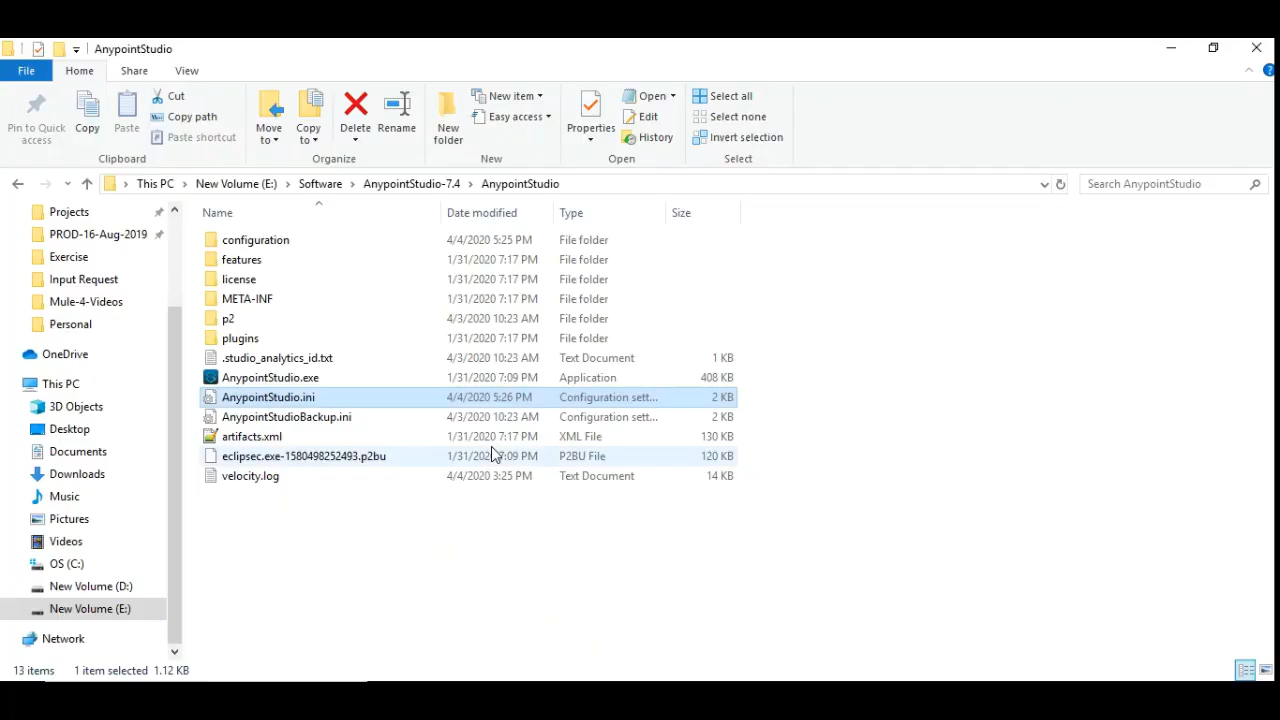 AnypointStudio
File Home Share View
Pin to Quick access
Copy
Paste
Cut
Copy path
Paste shortcut
Clipboard
Move to
Copy to
Delete
Rename
Organize
New folder
New item
Easy access
New
Properties
Open
Edit
History
Open
Select all
Select none
Invert selection
Select
This PC > New Volume (E:) > Software > AnypointStudio-7.4 > AnypointStudio
Search AnypointStudio
Projects
PROD-16-Aug-2019
Exercise
Input Request
Mule-4-Videos
Personal
OneDrive
This PC
3D Objects
Desktop
Documents
Downloads
Music
Pictures
Videos
OS (C:)
New Volume (D:)
New Volume (E:)
Network
Name Date modified Type Size
configuration 4/4/2020 5:25 PM File folder
features 1/31/2020 7:17 PM File folder
license 1/31/2020 7:17 PM File folder
META-INF 1/31/2020 7:17 PM File folder
p2 4/3/2020 10:23 AM File folder
plugins 1/31/2020 7:17 PM File folder
.studio_analytics_id.txt 4/3/2020 10:23 AM Text Document 1 KB
AnypointStudio.exe 1/31/2020 7:09 PM Application 408 KB
AnypointStudio.ini 4/4/2020 5:26 PM Configuration sett... 2 KB
AnypointStudioBackup.ini 4/3/2020 10:23 AM Configuration sett... 2 KB
artifacts.xml 1/31/2020 7:17 PM XML File 130 KB
eclipsec.exe-1580498252493.p2bu 1/31/2020 7:09 PM P2BU File 120 KB
velocity.log 4/4/2020 3:25 PM Text Document 14 KB
13 items 1 item selected 1.12 KB